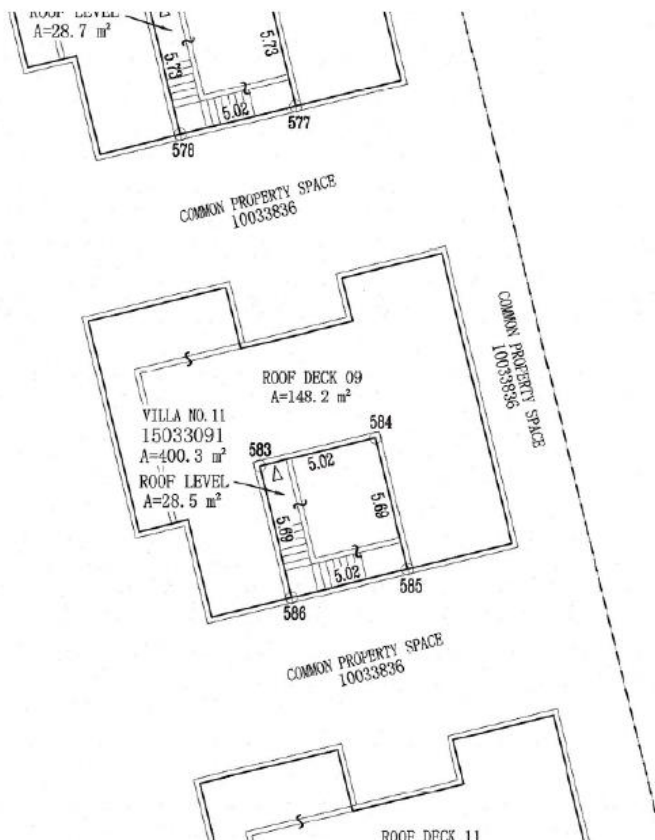 ROOF LEVEL
A=28.7 m²
5.73
5.73
5.02
577
578
COMMON PROPERTY SPACE
10033836
COMMON PROPERTY SPACE
10033836
ROOF DECK 09
A=148.2 m²
VILLA NO.11
15033091
A=400.3 m²
ROOF LEVEL
A=28.5 m²
583
584
5.02
5.69
5.69
5.02
585
586
COMMON PROPERTY SPACE
10033836
ROOF DECK 11